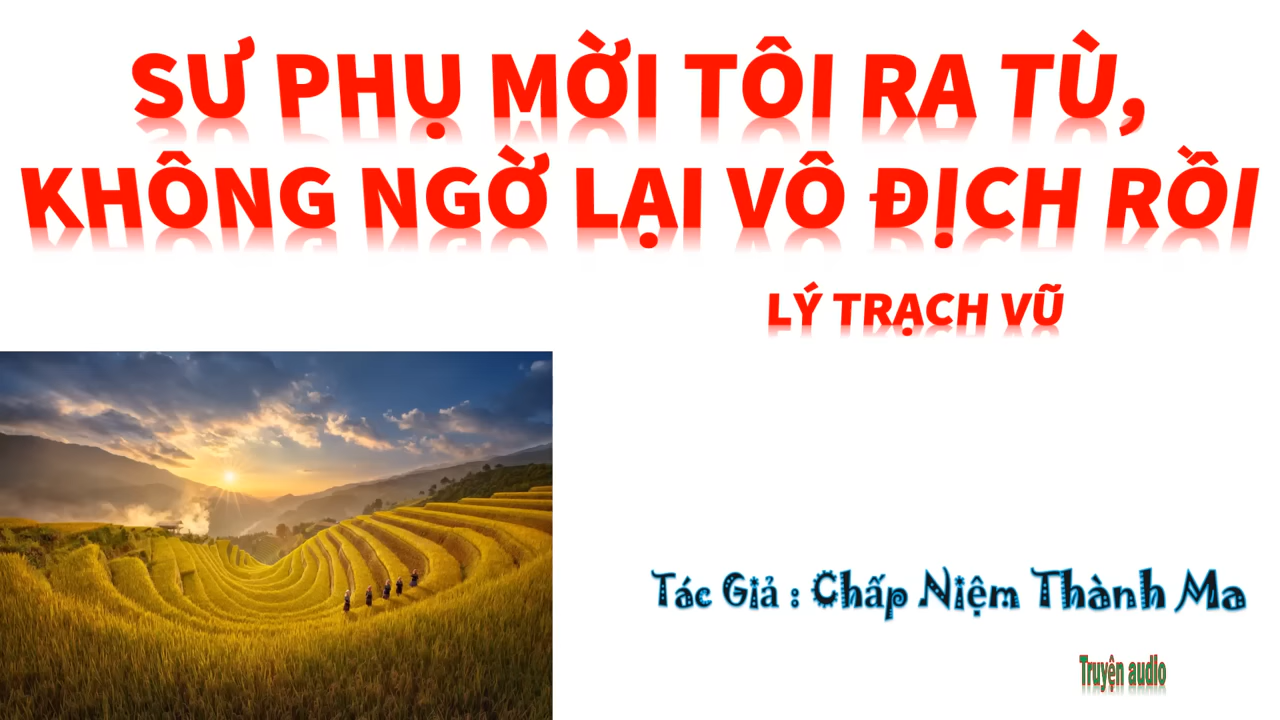 SƯ PHỤ MỜI TÔI RA TÙ,
KHÔNG NGỜ LẠI VÔ ĐỊCH RỒI
LÝ TRẠCH VŨ
Tác Giả : Chấp Niệm Thành Ma
Truyện audio